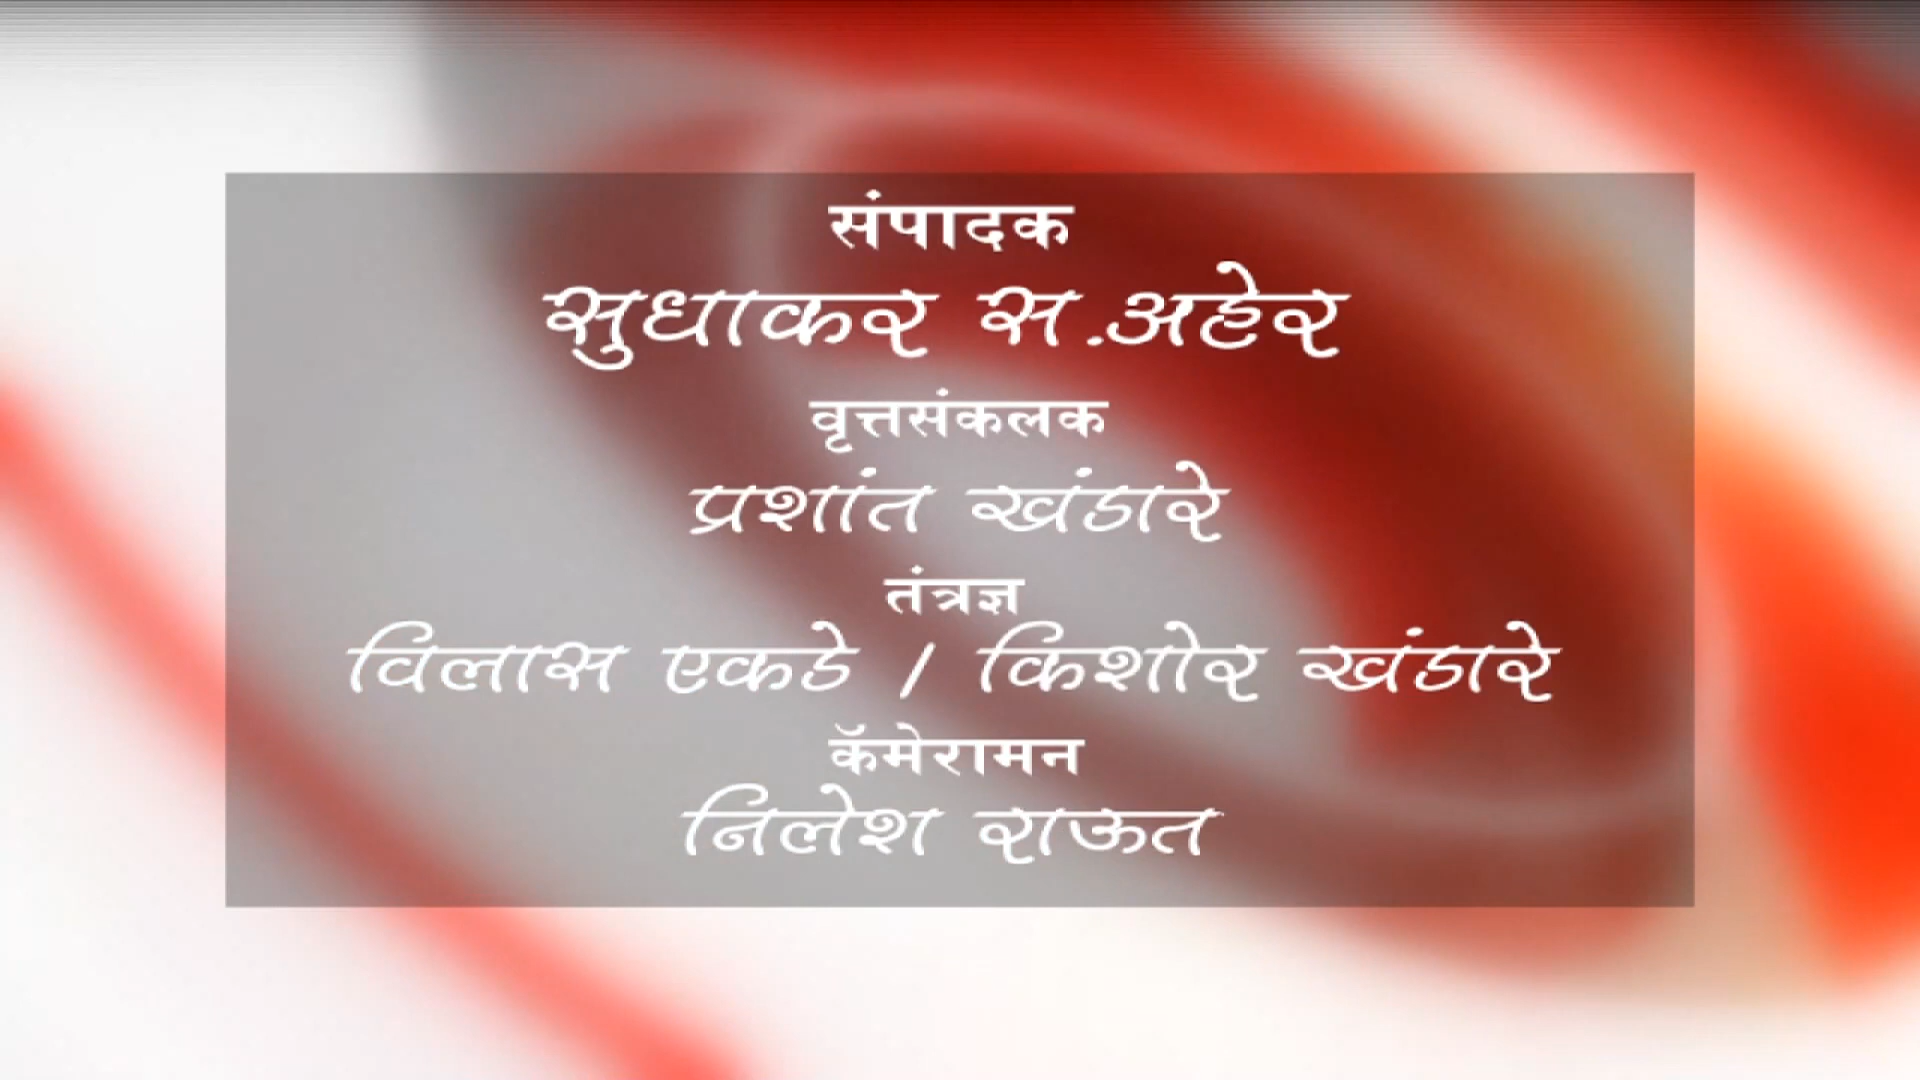 संपादक
सुधाकर स.अहेर
वृत्तसंकलक
प्रशांत खंडारे
तंत्रज्ञ
विलास एकडे / किशोर खंडारे
कॅमेरामन
निलेश राऊत